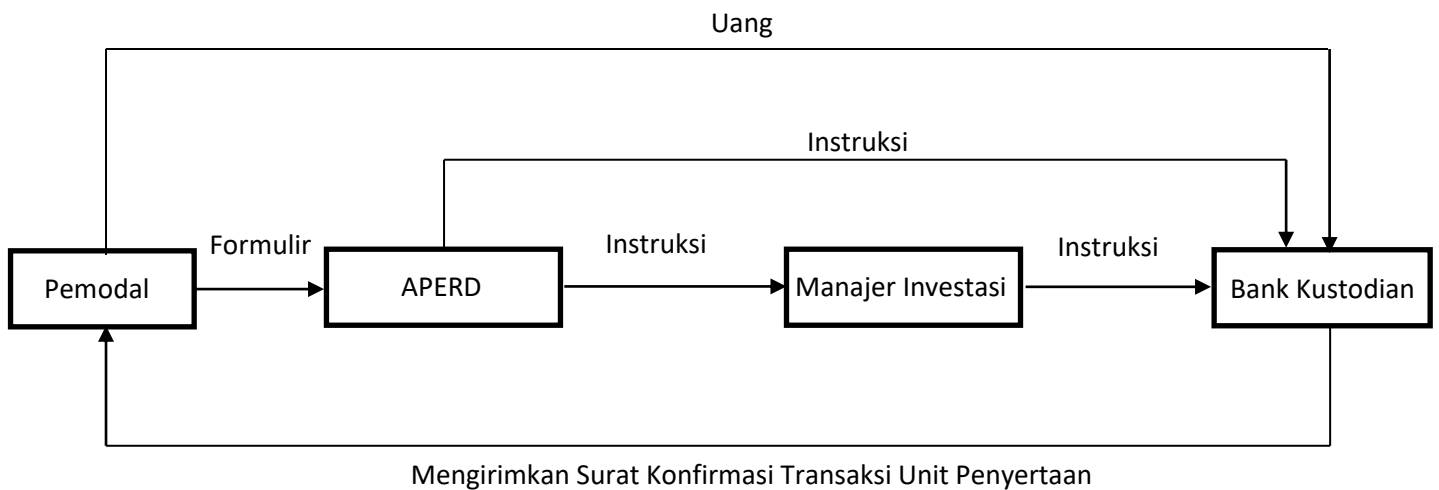 Uang
Instruksi
Formulir
Instruksi
Instruksi
Pemodal
APERD
Manajer Investasi
Bank Kustodian
Mengirimkan Surat Konfirmasi Transaksi Unit Penyertaan